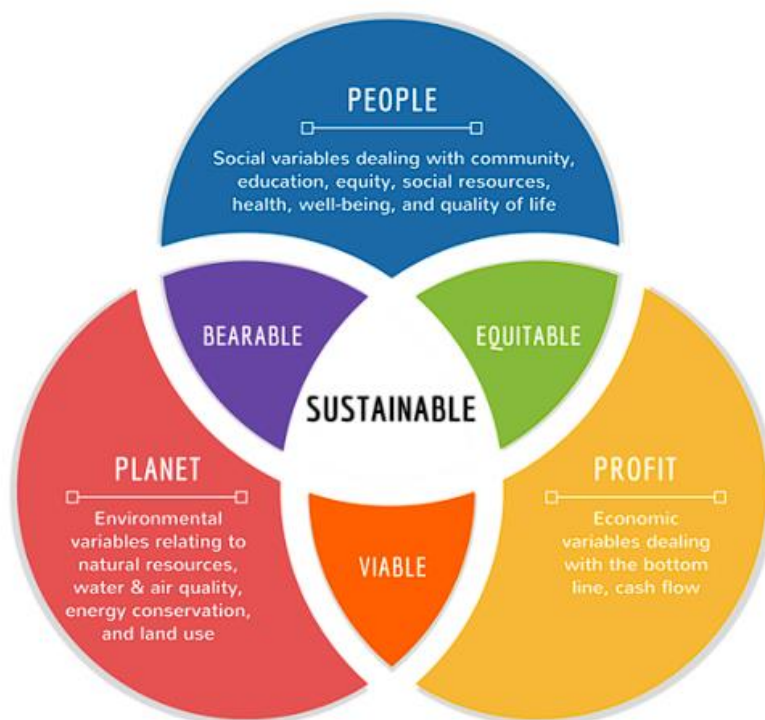 PEOPLE
Social variables dealing with community,
education, equity, social resources,
health, well-being, and quality of life
BEARABLE
EQUITABLE
SUSTAINABLE
PLANET
Environmental
variables relating to
natural resources,
water & air quality,
energy conservation,
and land use
VIABLE
PROFIT
Economic
variables dealing
with the bottom
line, cash flow